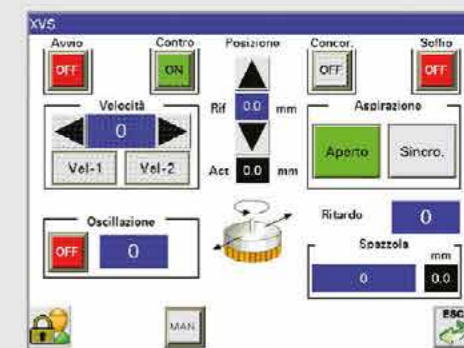 XVS
Avvio Contro Posizione Concor. Soffio
OFF ON OFF OFF
Velocità Rif 0.0 mm Aspirazione
0
Vel-1 Vel-2 Aperto Sincro.
Act 0.0 mm
Oscillazione Ritardo 0
OFF 0 Spazzola
mm
0 0.0
MAN ESC